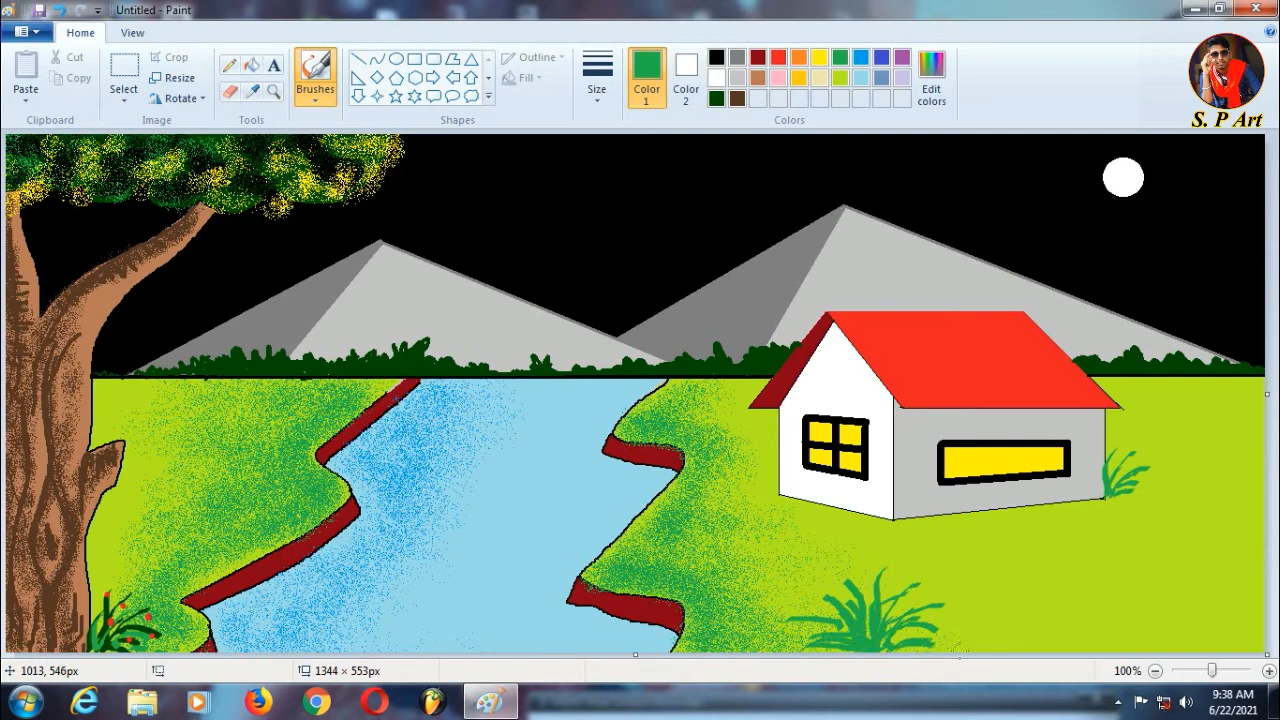 Untitled - Paint
Home
View
Paste
Cut
Copy
Clipboard
Select
Crop
Resize
Rotate
Image
A
Tools
Brushes
Shapes
Outline
Fill
Size
Color
1
Color
2
Colors
Edit
colors
S. P Art
1013, 546px
1344 × 553px
100%
9:38 AM
6/22/2021